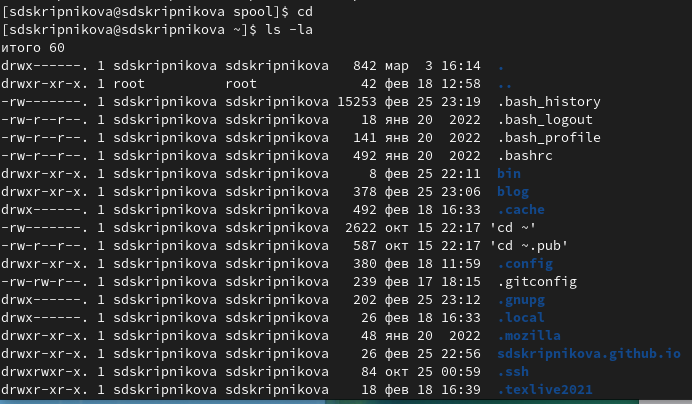 [sdskripnikova@sdskripnikova spool]$ cd
[sdskripnikova@sdskripnikova ~]$ ls -la
итого 60
drwx------. 1 sdskripnikova sdskripnikova 842 мар 3 16:14 .
drwxr-xr-x. 1 root root 42 фев 18 12:58 ..
-rw-------. 1 sdskripnikova sdskripnikova 15253 фев 25 23:19 .bash_history
-rw-r--r--. 1 sdskripnikova sdskripnikova 18 янв 20 2022 .bash_logout
-rw-r--r--. 1 sdskripnikova sdskripnikova 141 янв 20 2022 .bash_profile
-rw-r--r--. 1 sdskripnikova sdskripnikova 492 янв 20 2022 .bashrc
drwxr-xr-x. 1 sdskripnikova sdskripnikova 8 фев 25 22:11 bin
drwxr-xr-x. 1 sdskripnikova sdskripnikova 378 фев 25 23:06 blog
drwx------. 1 sdskripnikova sdskripnikova 492 фев 18 16:33 .cache
-rw-------. 1 sdskripnikova sdskripnikova 2622 окт 15 22:17 'cd ~'
-rw-r--r--. 1 sdskripnikova sdskripnikova 587 окт 15 22:17 'cd ~.pub'
drwxr-xr-x. 1 sdskripnikova sdskripnikova 380 фев 18 11:59 .config
-rw-rw-r--. 1 sdskripnikova sdskripnikova 239 фев 17 18:15 .gitconfig
drwx------. 1 sdskripnikova sdskripnikova 202 фев 25 23:12 .gnupg
drwx------. 1 sdskripnikova sdskripnikova 26 фев 18 16:33 .local
drwxr-xr-x. 1 sdskripnikova sdskripnikova 48 янв 20 2022 .mozilla
drwxr-xr-x. 1 sdskripnikova sdskripnikova 26 фев 25 22:56 sdskripnikova.github.io
drwxrwxr-x. 1 sdskripnikova sdskripnikova 84 окт 25 00:59 .ssh
drwxr-xr-x. 1 sdskripnikova sdskripnikova 18 фев 18 16:39 .texlive2021